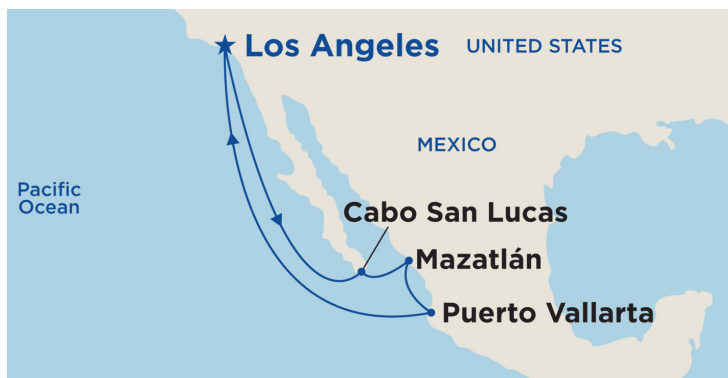 Los Angeles
UNITED STATES
MEXICO
Pacific
Ocean
Cabo San Lucas
Mazatlán
Puerto Vallarta